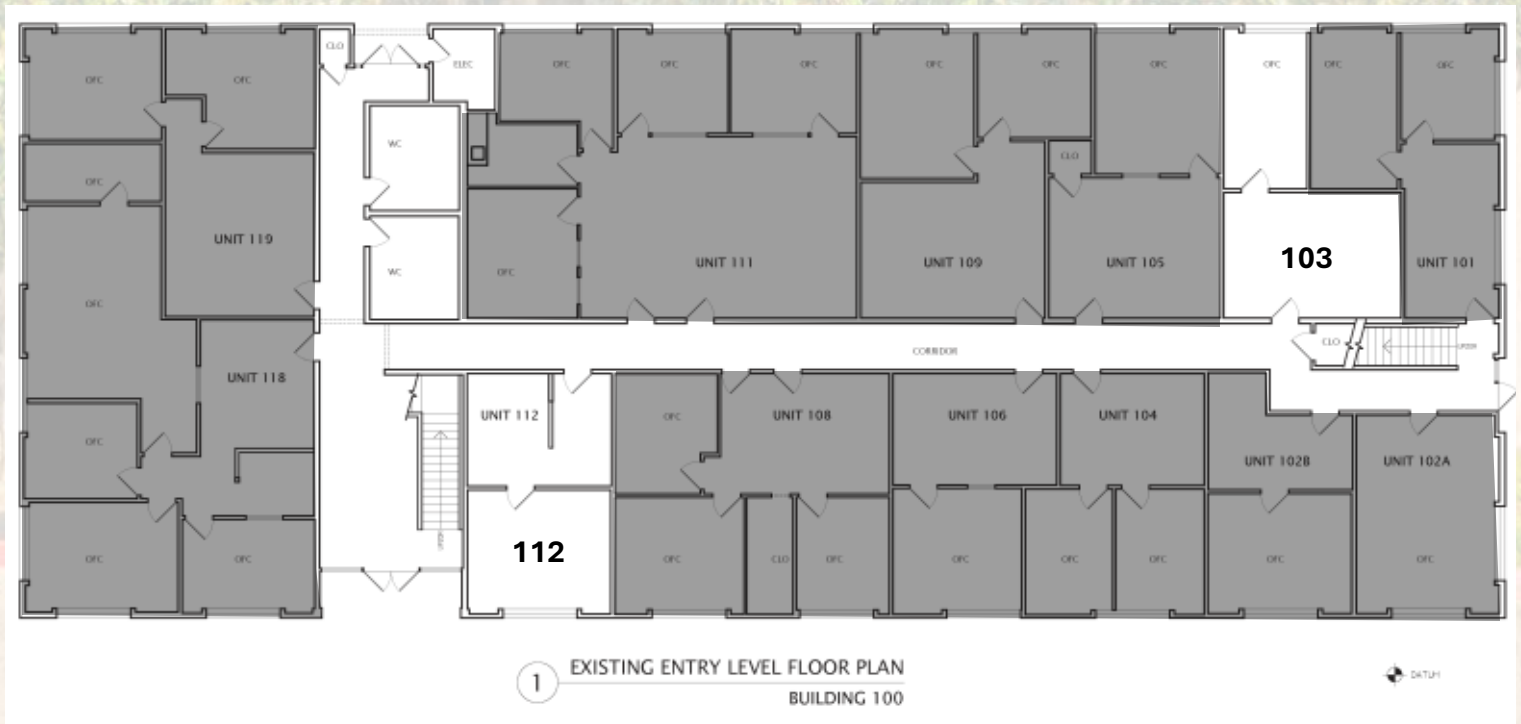 CLO
OFC
OFC
ELEC
OFC
OFC
OFC
OFC
OFC
OFC
OFC
OFC
OFC
WC
CLO
OFC
UNIT 119
WC
OFC
UNIT 111
UNIT 109
UNIT 105
103
UNIT 101
OFC
CORRIDOR
CLO
UNIT 118
UNIT 112
OFC
UNIT 108
UNIT 106
UNIT 104
OFC
UNIT 102B
UNIT 102A
112
OFC
OFC
OFC
CLO
OFC
OFC
OFC
OFC
OFC
OFC
1
EXISTING ENTRY LEVEL FLOOR PLAN
BUILDING 100
DATUM